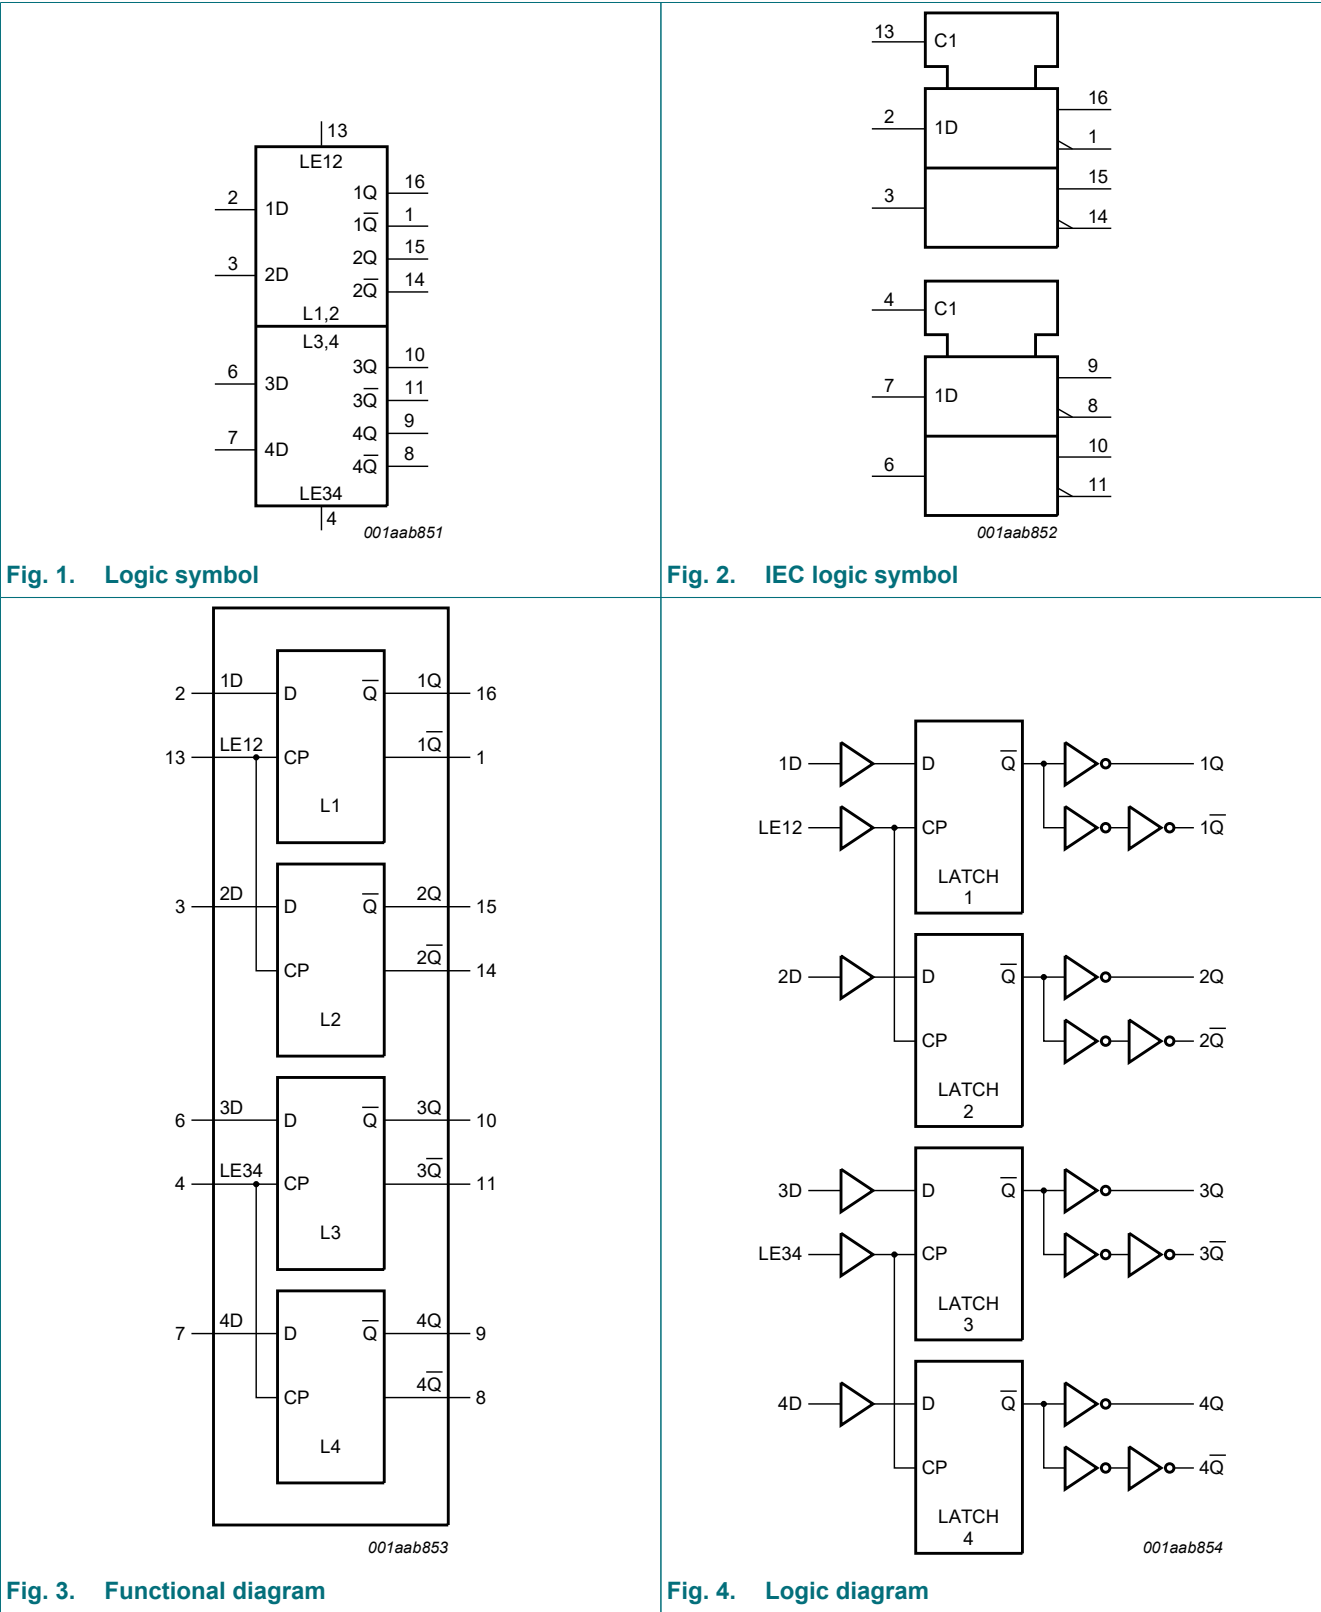 13
LE12
2
1D
1Q
16
1Q̅
1
2Q
15
3
2D
2Q̅
14
L1,2
L3,4
3Q
10
6
3D
3Q̅
11
4Q
9
7
4D
4Q̅
8
LE34
4
001aab851
Fig. 1. Logic symbol
13
C1
16
2
1D
1
15
3
14
4
C1
9
7
1D
8
10
6
11
001aab852
Fig. 2. IEC logic symbol
2 1D D Q̅ 1Q 16
13 LE12 CP 1Q̅ 1
L1
3 2D D Q̅ 2Q 15
CP 2Q̅ 14
L2
6 3D D Q̅ 3Q 10
4 LE34 CP 3Q̅ 11
L3
7 4D D Q̅ 4Q 9
CP 4Q̅ 8
L4
001aab853
Fig. 3. Functional diagram
1D D Q̅ 1Q
LE12 CP 1Q̅
LATCH
1
2D D Q̅ 2Q
CP 2Q̅
LATCH
2
3D D Q̅ 3Q
LE34 CP 3Q̅
LATCH
3
4D D Q̅ 4Q
CP 4Q̅
LATCH
4
001aab854
Fig. 4. Logic diagram